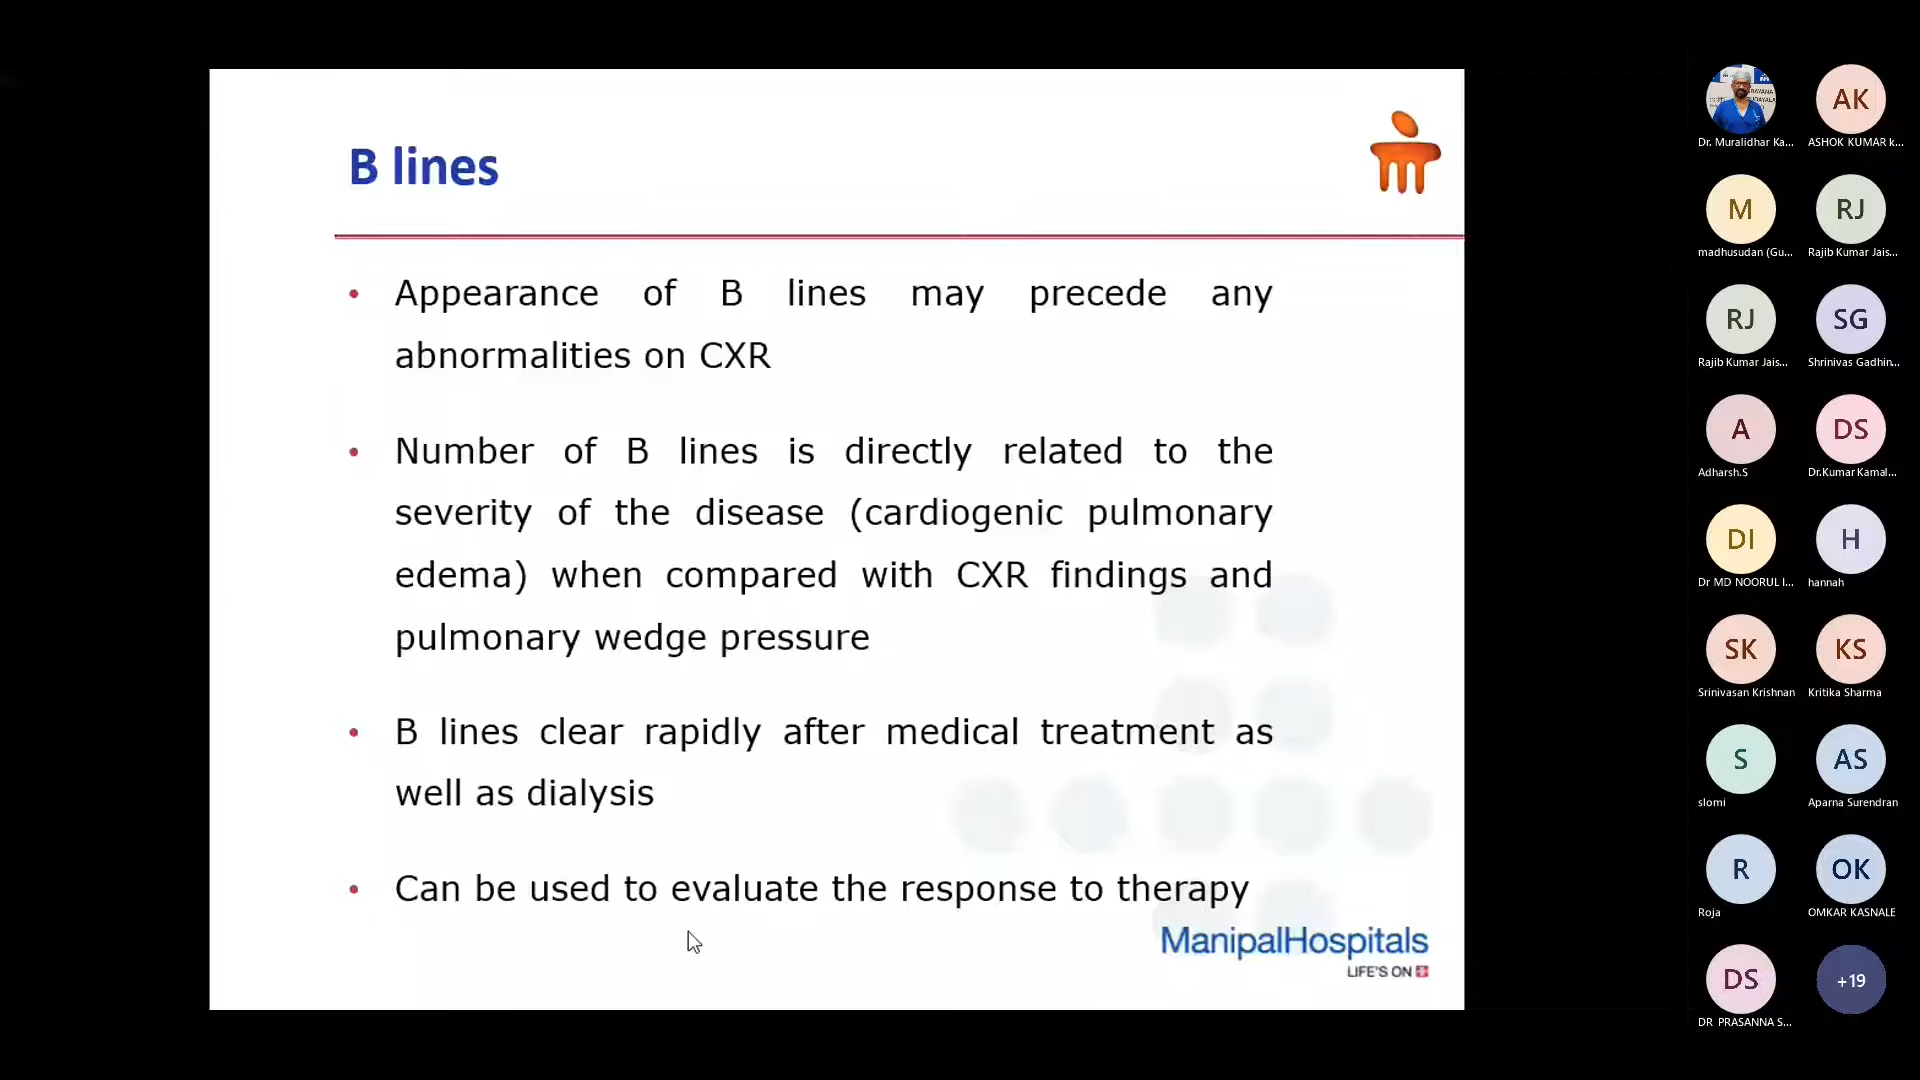 B lines
Appearance of B lines may precede any
abnormalities on CXR
Number of B lines is directly related to the
severity of the disease (cardiogenic pulmonary
edema) when compared with CXR findings and
pulmonary wedge pressure
B lines clear rapidly after medical treatment as
well as dialysis
Can be used to evaluate the response to therapy
ManipalHospitals
LIFE'S ON
Dr. Muralidhar Ka...
AK
ASHOK KUMAR k...
M
madhusudan (Gu...
RJ
Rajib Kumar Jais...
RJ
Rajib Kumar Jais...
SG
Shrinivas Gadhin...
A
Adharsh.S
DS
Dr.Kumar Kamal...
DI
Dr MD NOORUL I...
H
hannah
SK
Srinivasan Krishnan
KS
Kritika Sharma
S
slomi
AS
Aparna Surendran
R
Roja
OK
OMKAR KASNALE
DS
DR PRASANNA S...
+19